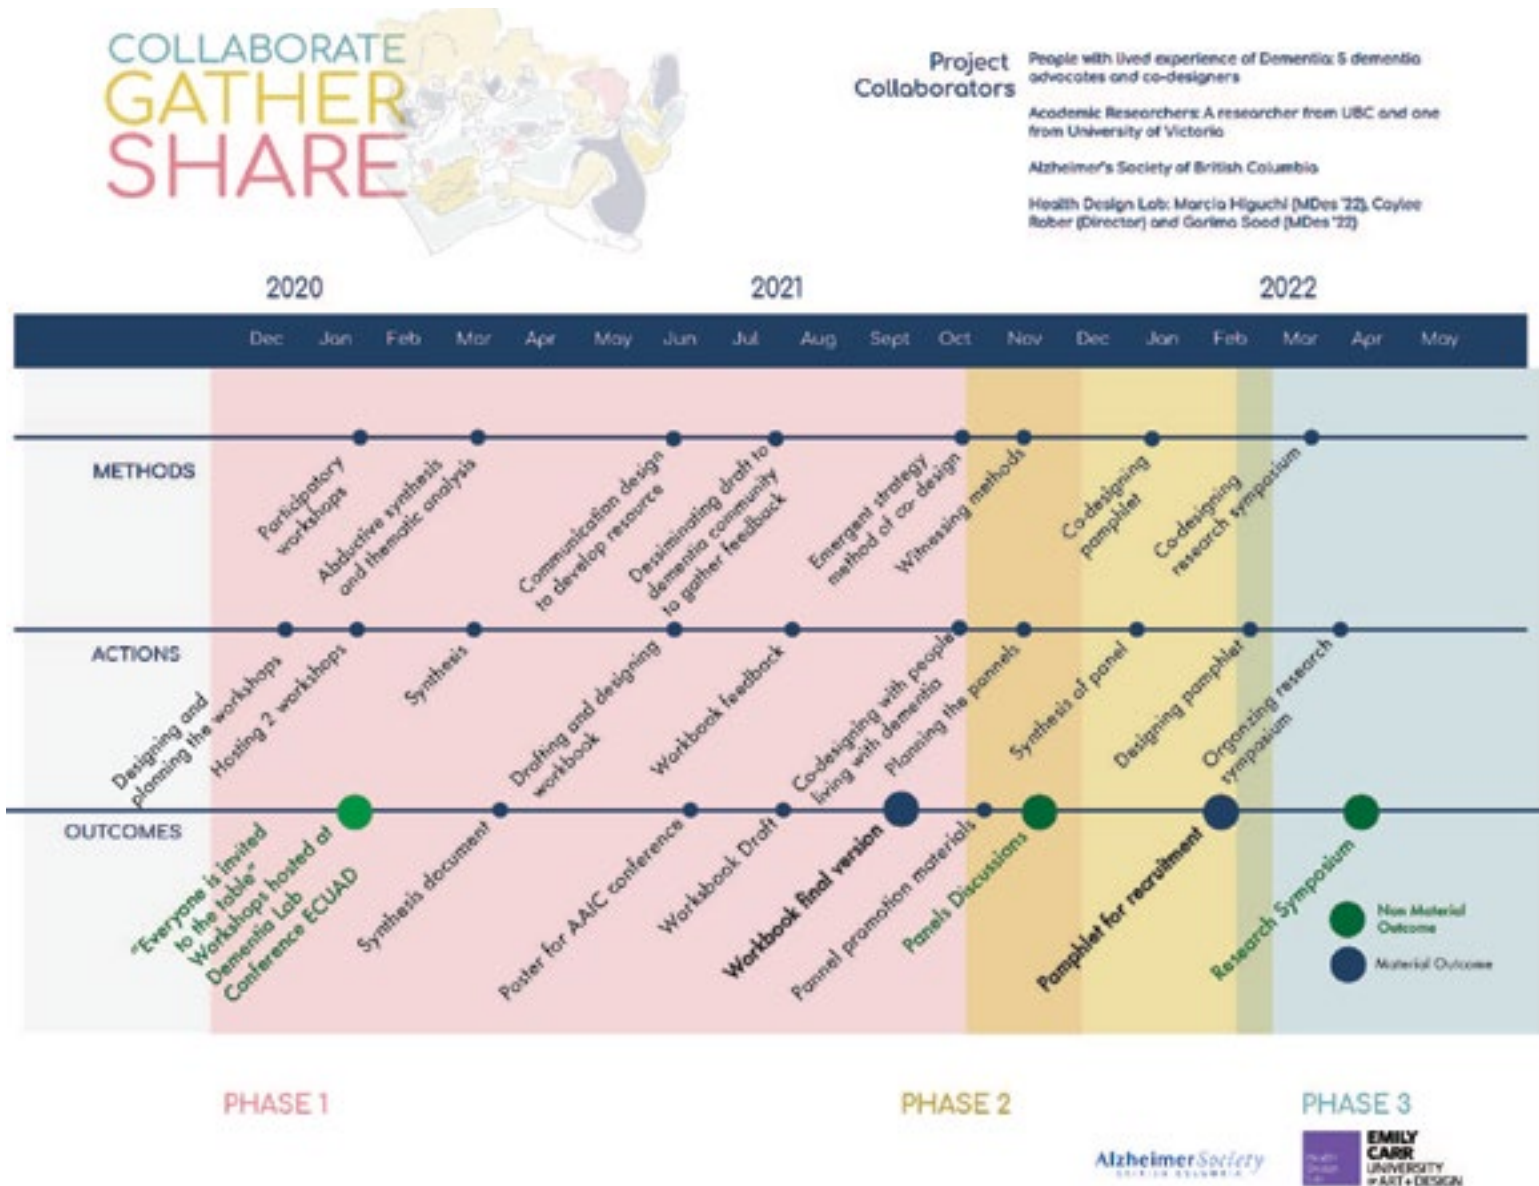 COLLABORATE
GATHER
SHARE
Project
Collaborators
People with lived experience of Dementia: 5 dementia
advocates and co-designers
Academic Researchers: A researcher from UBC and one
from University of Victoria
Alzheimer's Society of British Columbia
Health Design Lab: Marcia Higuchi (MDes '22), Caylee
Raber (Director) and Garima Sood (MDes '22)
2020
2021
2022
Dec Jan Feb Mar Apr May Jun Jul Aug Sept Oct Nov Dec Jan Feb Mar Apr May
METHODS
Participatory
workshops
Abductive synthesis
and thematic analysis
Communication design
to develop resource
Dessiminating draft to
dementia community
to gather feedback
Emergent strategy
method of co- design
Witnessing methods
Co-designing
pamphlet
Co-designing
research symposium
ACTIONS
Designing and
planning the workshops
Hosting 2 workshops
Synthesis
Drafting and designing
workbook
Workbook feedback
Co-designing with people
living with dementia
Planning the pannels
Synthesis of panel
Designing pamphlet
Organizing research
symposium
OUTCOMES
"Everyone is invited
to the table"
Workshops hosted at
Dementia Lab
Conference ECUAD
Synthesis document
Poster for AAIC conference
Worksbook Draft
Workbook final version
Pannel promotion materials
Panels Discussions
Pamphlet for recruitment
Research Symposium
Non Material
Outcome
Material Outcome
PHASE 1
PHASE 2
PHASE 3
AlzheimerSociety
BRITISH COLUMBIA
Health
Design
Lab
EMILY
CARR
UNIVERSITY
OF ART + DESIGN